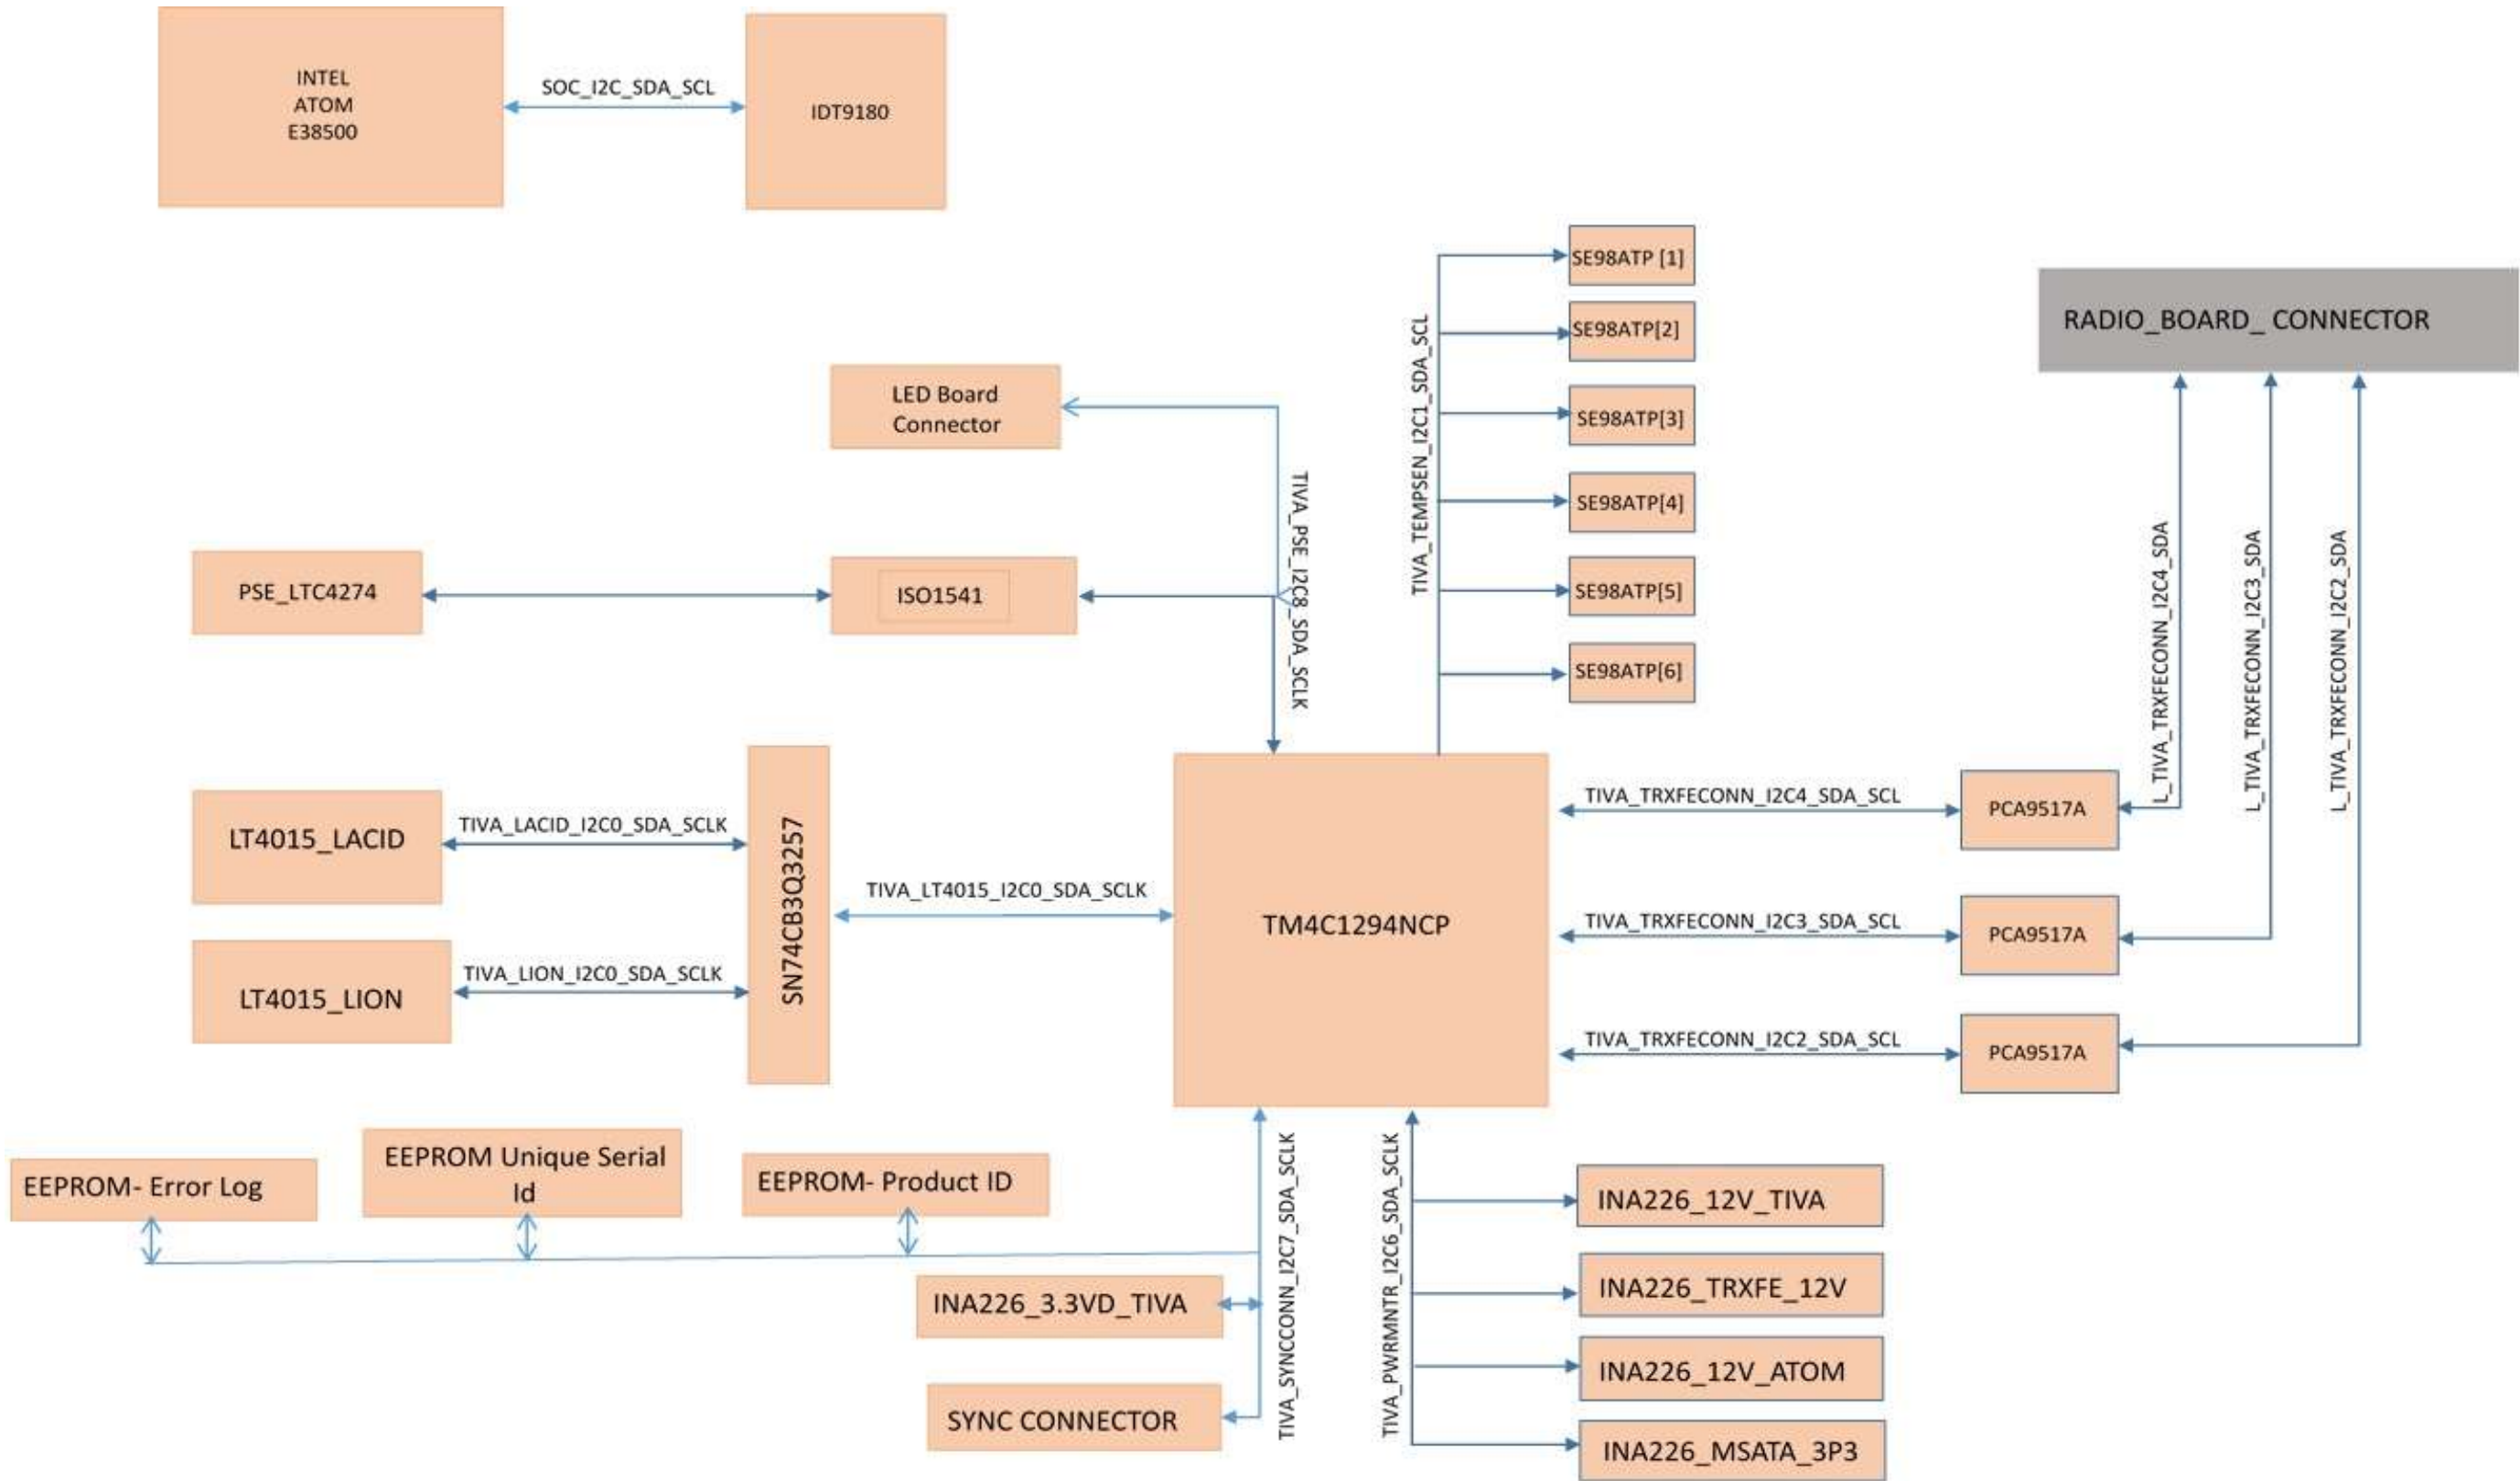 INTEL
ATOM
E38500
SOC_I2C_SDA_SCL
IDT9180
SE98ATP [1]
SE98ATP[2]
SE98ATP[3]
SE98ATP[4]
SE98ATP[5]
SE98ATP[6]
TIVA_TEMPSEN_I2C1_SDA_SCL
RADIO_BOARD_ CONNECTOR
LED Board
Connector
TIVA_PSE_I2C8_SDA_SCLK
PSE_LTC4274
ISO1541
L_TIVA_TRXFECONN_I2C4_SDA
L_TIVA_TRXFECONN_I2C3_SDA
L_TIVA_TRXFECONN_I2C2_SDA
LT4015_LACID
TIVA_LACID_I2C0_SDA_SCLK
LT4015_LION
TIVA_LION_I2C0_SDA_SCLK
SN74CB3Q3257
TIVA_LT4015_I2C0_SDA_SCLK
TM4C1294NCP
TIVA_TRXFECONN_I2C4_SDA_SCL
PCA9517A
TIVA_TRXFECONN_I2C3_SDA_SCL
PCA9517A
TIVA_TRXFECONN_I2C2_SDA_SCL
PCA9517A
EEPROM- Error Log
EEPROM Unique Serial
Id
EEPROM- Product ID
INA226_3.3VD_TIVA
SYNC CONNECTOR
TIVA_SYNCCONN_I2C7_SDA_SCLK
TIVA_PWRMNTR_I2C6_SDA_SCLK
INA226_12V_TIVA
INA226_TRXFE_12V
INA226_12V_ATOM
INA226_MSATA_3P3